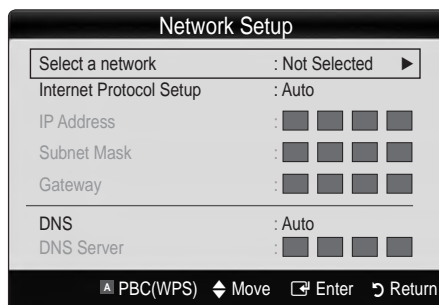 Network Setup
Select a network : Not Selected ▶
Internet Protocol Setup : Auto
IP Address :
Subnet Mask :
Gateway :
DNS : Auto
DNS Server :
A PBC(WPS) Move Enter Return